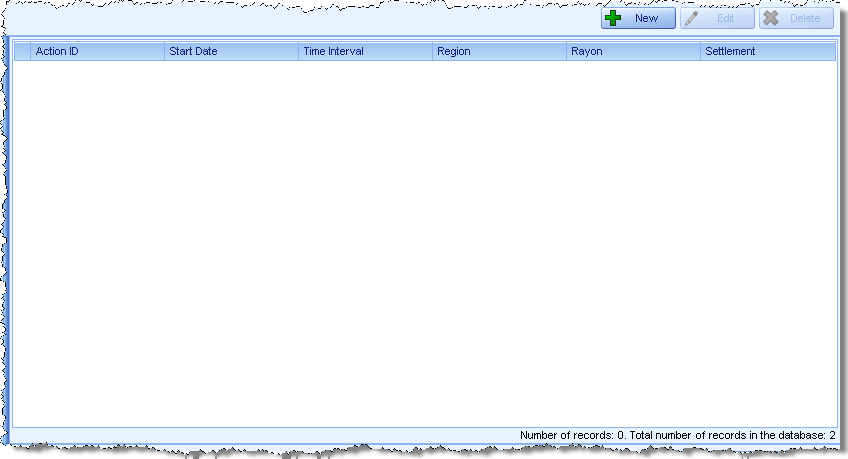 New Edit Delete
Action ID Start Date Time Interval Region Rayon Settlement
Number of records: 0. Total number of records in the database: 2